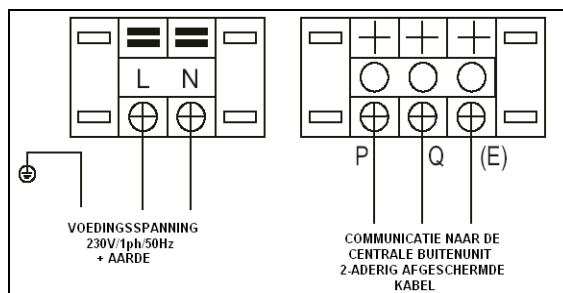 L N
P Q (E)
VOEDINGSSPANNING
230V/1ph/50Hz
+ AARDE
COMMUNICATIE NAAR DE
CENTRALE BUITENUNIT
2-ADERIG AFGESCHERMDE
KABEL